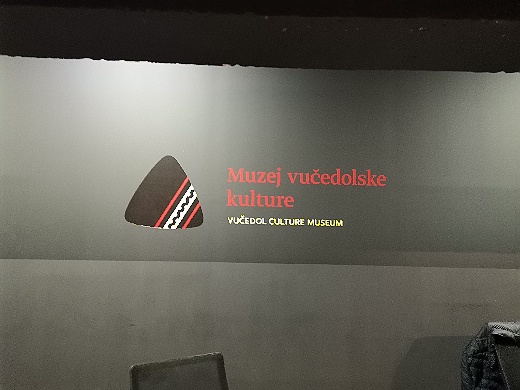 Muzej vučedolske
kulture
VUČEDOL CULTURE MUSEUM